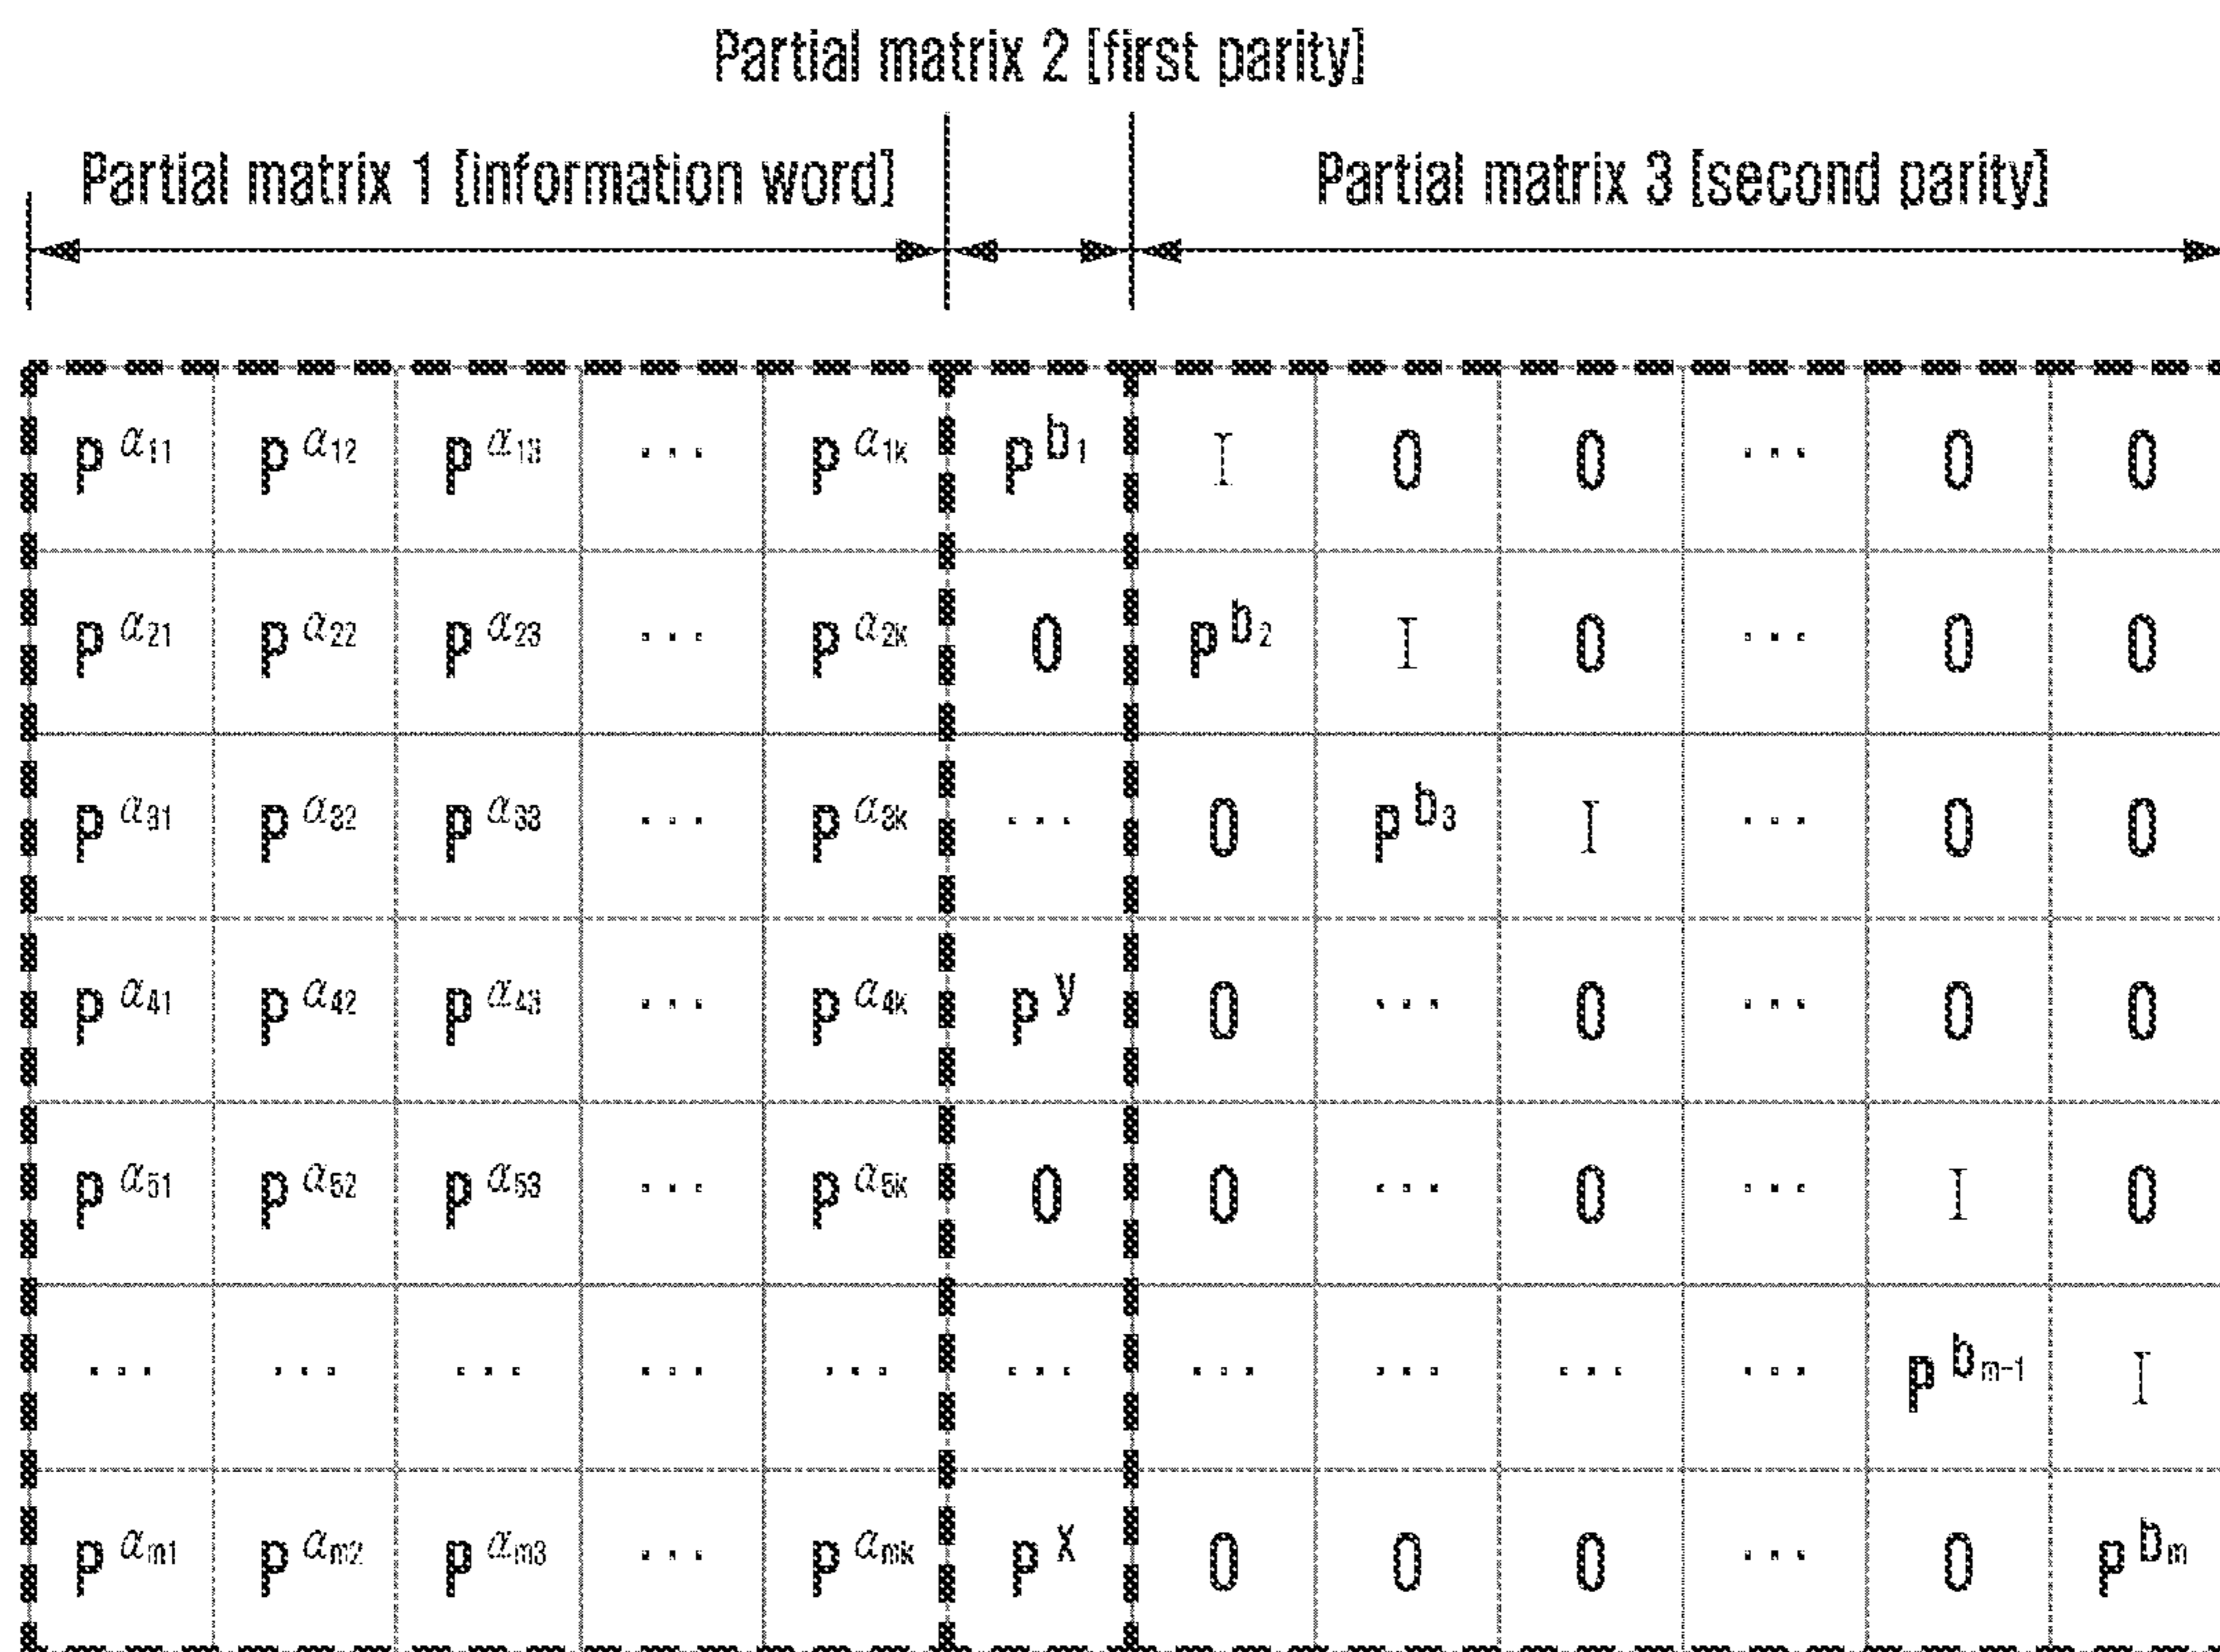 Partial matrix 2 [first parity]
Partial matrix 1 [information word] Partial matrix 3 [second parity]
P α11 P α12 P α13 ... P α1k P b1 I 0 0 ... 0 0
P α21 P α22 P α23 ... P α2k 0 P b2 I 0 ... 0 0
P α31 P α32 P α33 ... P α3k ... 0 P b3 I ... 0 0
P α41 P α42 P α43 ... P α4k P y 0 ... 0 ... 0 0
P α51 P α52 P α53 ... P α5k 0 0 ... 0 ... I 0
... ... ... ... ... ... ... ... ... ... P bm-1 I
P αm1 P αm2 P αm3 ... P αmk P x 0 0 0 ... 0 P bm